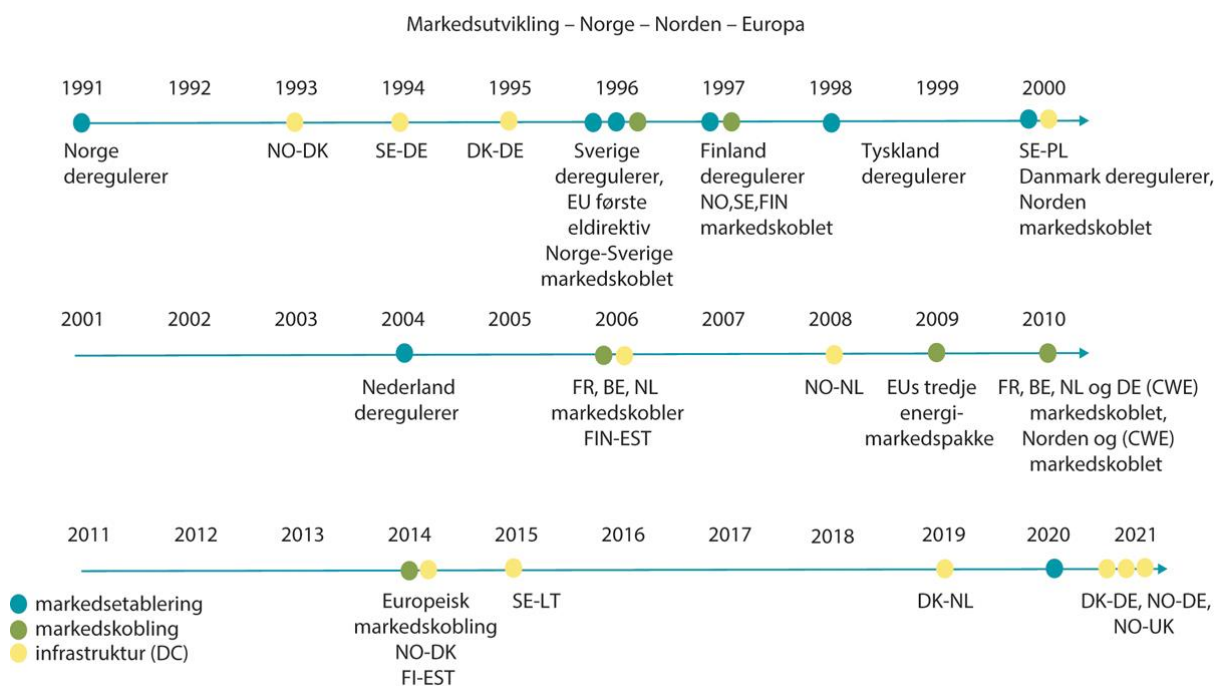 Markedsutvikling – Norge – Norden – Europa
1991 1992 1993 1994 1995 1996 1997 1998 1999 2000
Norge
deregulerer
NO-DK
SE-DE
DK-DE
Sverige
deregulerer,
EU første
eldirektiv
Norge-Sverige
markedskoblet
Finland
deregulerer
NO,SE,FIN
markedskoblet
Tyskland
deregulerer
SE-PL
Danmark deregulerer,
Norden
markedskoblet
2001 2002 2003 2004 2005 2006 2007 2008 2009 2010
Nederland
deregulerer
FR, BE, NL
markedskobler
FIN-EST
NO-NL
EUs tredje
energi-
markedspakke
FR, BE, NL og DE (CWE)
markedskoblet,
Norden og (CWE)
markedskoblet
2011 2012 2013 2014 2015 2016 2017 2018 2019 2020 2021
Europeisk
markedskobling
NO-DK
FI-EST
SE-LT
DK-NL
DK-DE, NO-DE,
NO-UK
markedsetablering
markedskobling
infrastruktur (DC)